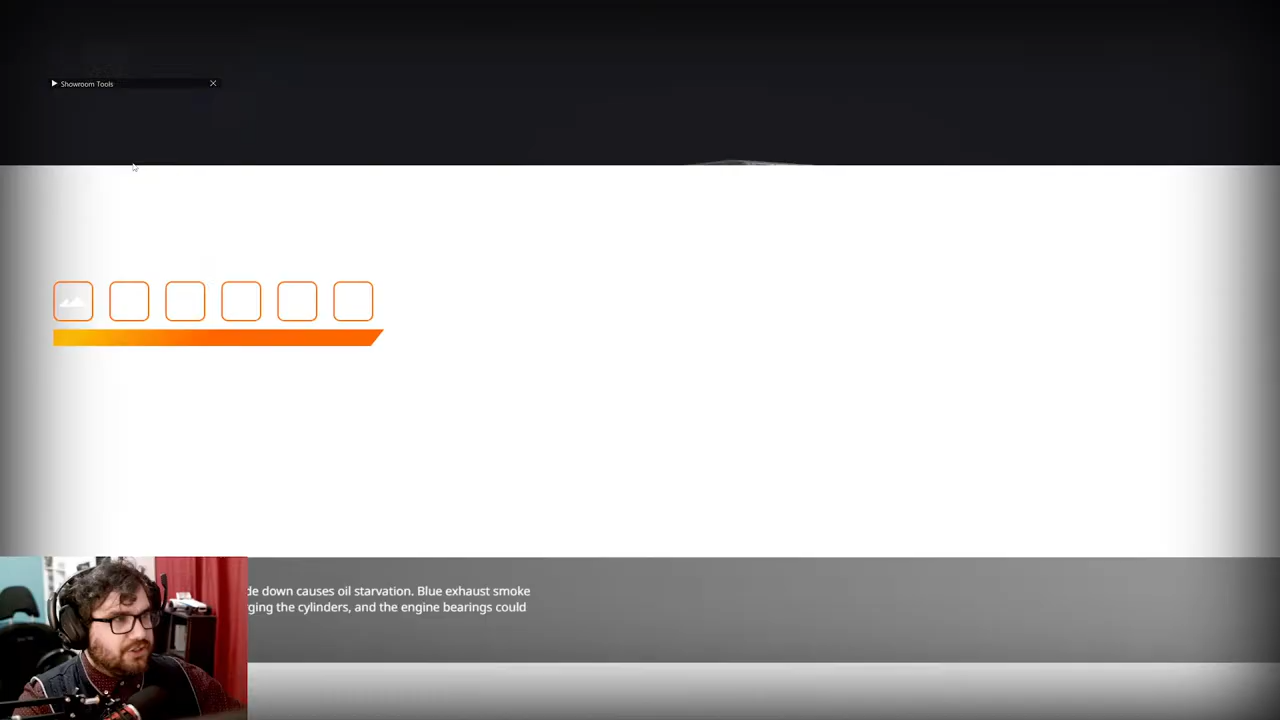 Showroom Tools
de down causes oil starvation. Blue exhaust smoke
ging the cylinders, and the engine bearings could